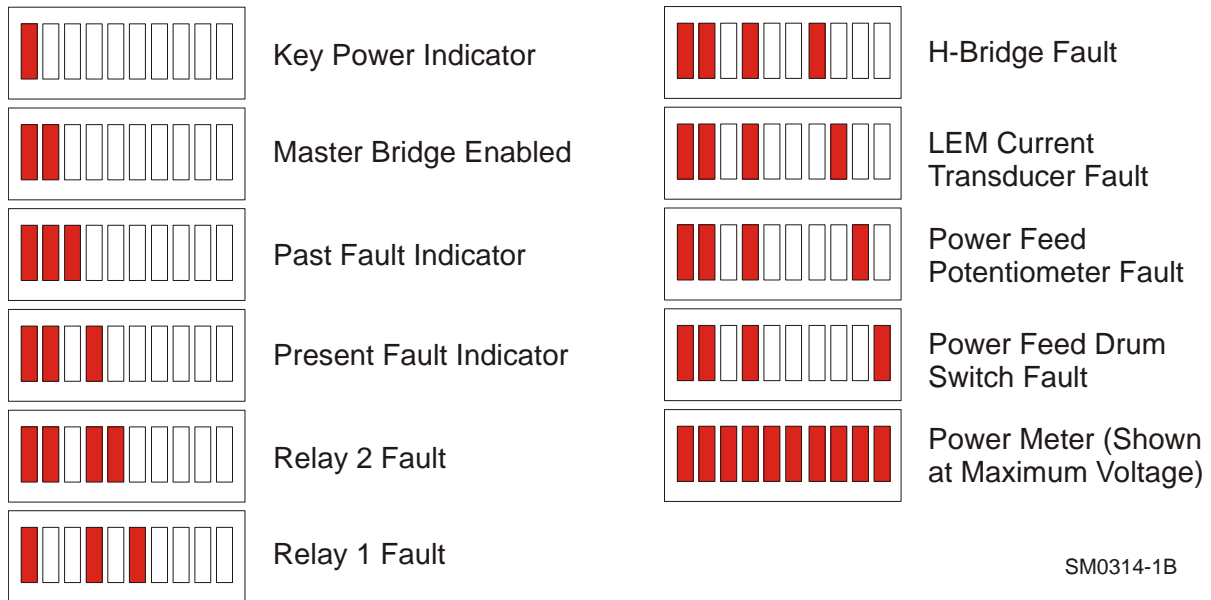 Key Power Indicator
Master Bridge Enabled
Past Fault Indicator
Present Fault Indicator
Relay 2 Fault
Relay 1 Fault
H-Bridge Fault
LEM Current
Transducer Fault
Power Feed
Potentiometer Fault
Power Feed Drum
Switch Fault
Power Meter (Shown
at Maximum Voltage)
SM0314-1B